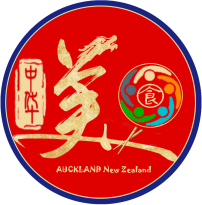 中华
美
食
AUCKLAND New Zealand